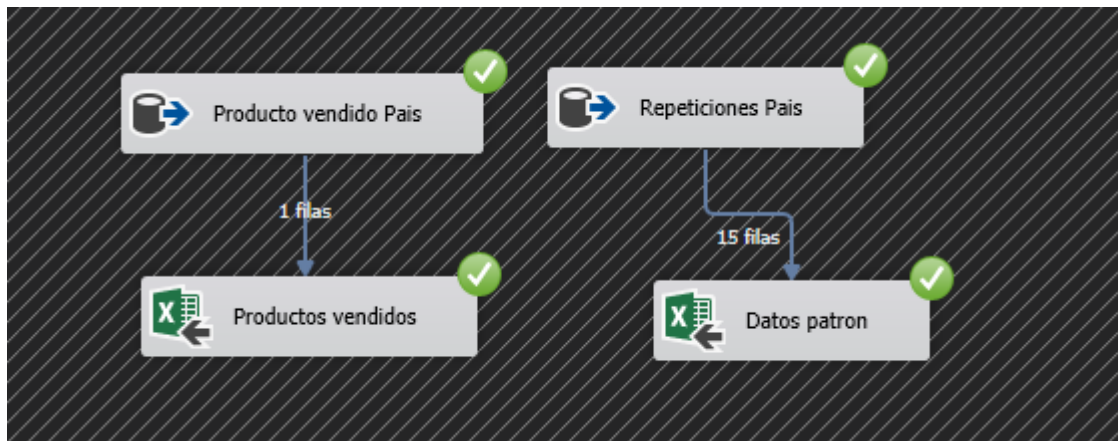 Producto vendido Pais
Repeticiones Pais
1 filas
15 filas
Productos vendidos
Datos patron